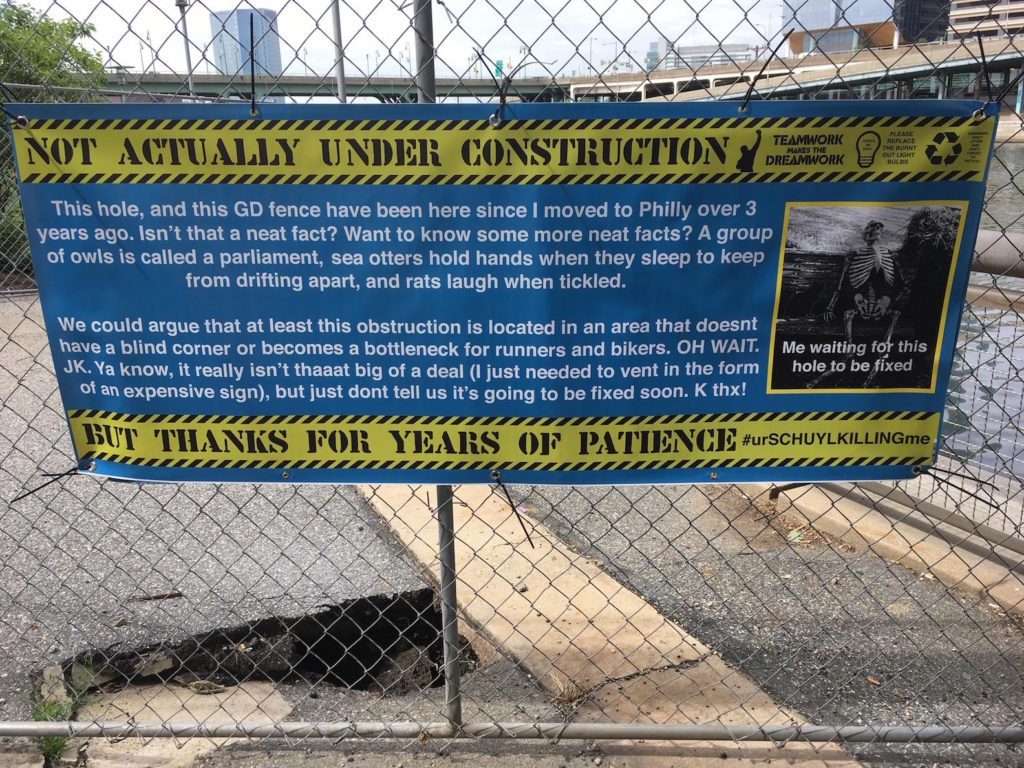 NOT ACTUALLY UNDER CONSTRUCTION
TEAMWORK
MAKES THE
DREAMWORK
PLEASE
REPLACE
THE BURNT
OUT LIGHT
BULBS
This hole, and this GD fence have been here since I moved to Philly over 3
years ago. Isn't that a neat fact? Want to know some more neat facts? A group
of owls is called a parliament, sea otters hold hands when they sleep to keep
from drifting apart, and rats laugh when tickled.
We could argue that at least this obstruction is located in an area that doesnt
have a blind corner or becomes a bottleneck for runners and bikers. OH WAIT.
JK. Ya know, it really isn't thaaat big of a deal (I just needed to vent in the form
of an expensive sign), but just dont tell us it's going to be fixed soon. K thx!
Me waiting for this
hole to be fixed
BUT THANKS FOR YEARS OF PATIENCE #urSCHUYLKILLINGme